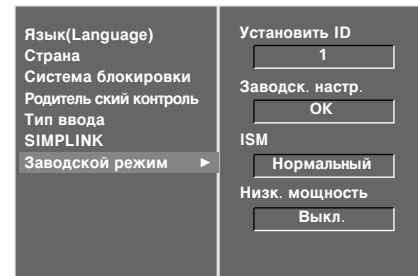 Язык(Language)
Страна
Система блокировки
Родитель ский контроль
Тип ввода
SIMPLINK
Заводской режим ►
Установить ID
1
Заводск. настр.
OK
ISM
Нормальный
Низк. мощность
Выкл.